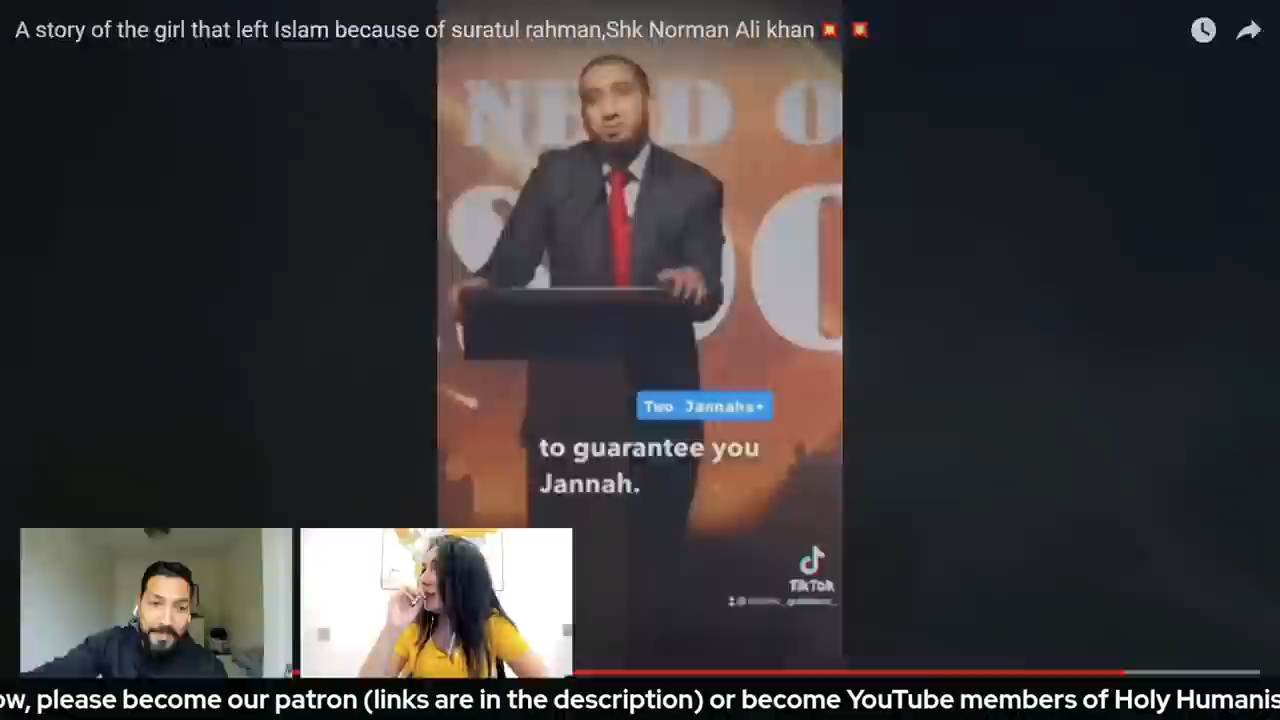 A story of the girl that left Islam because of suratul rahman,Shk Norman Ali khan💥 💥
NEED O
Two Jannahs
to guarantee you
Jannah.
TikTok
ow, please become our patron (links are in the description) or become YouTube members of Holy Humanis